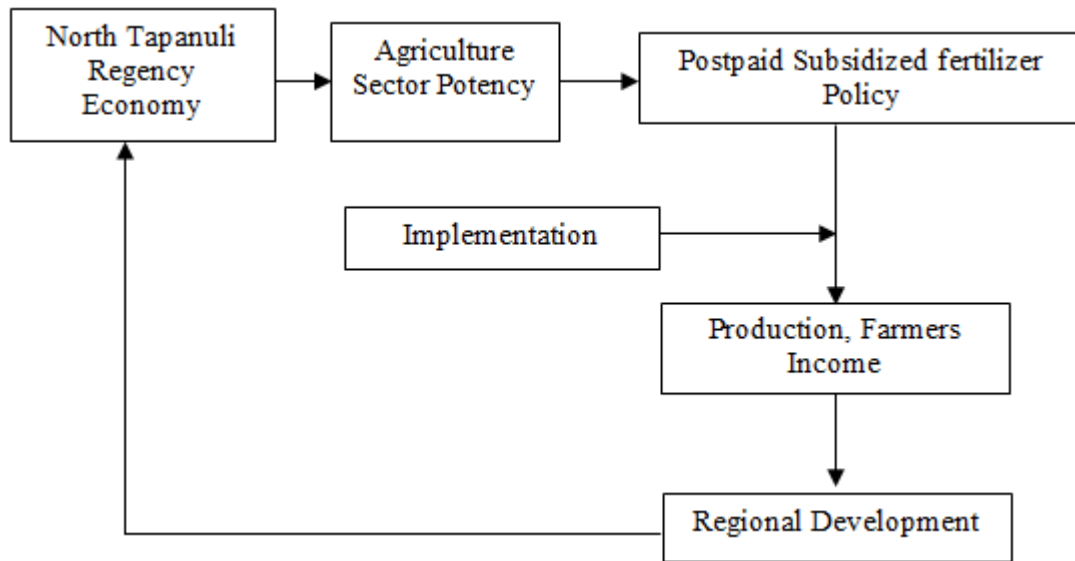 North Tapanuli
Regency
Economy
Agriculture
Sector Potency
Postpaid Subsidized fertilizer
Policy
Implementation
Production, Farmers
Income
Regional Development